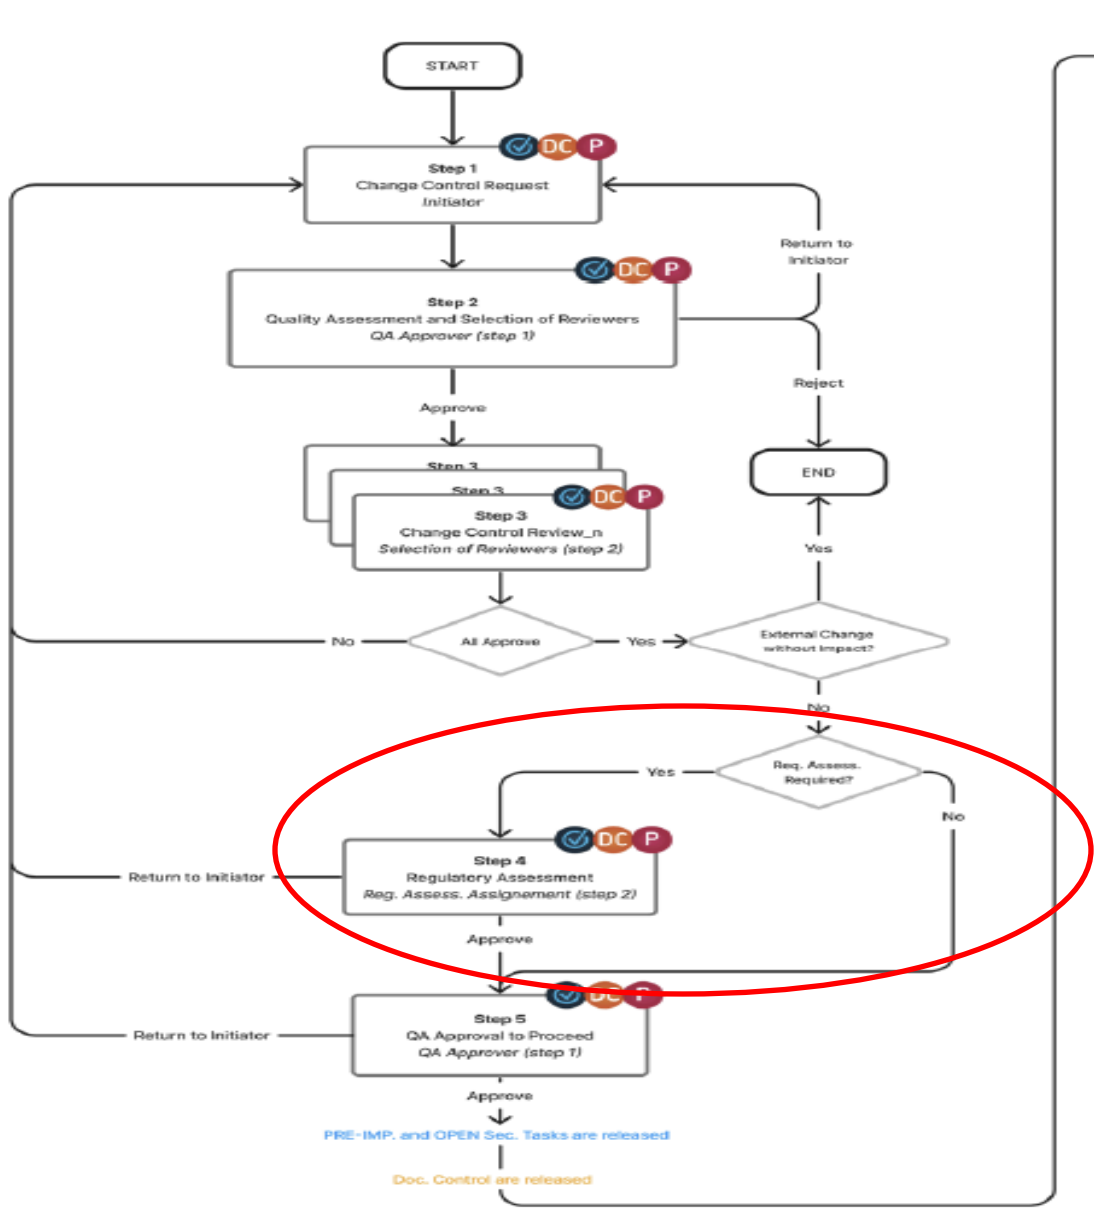 START
DC P
Step 1
Change Control Request
Initiator
Return to
Initiator
DC P
Step 2
Quality Assessment and Selection of Reviewers
QA Approver (step 1)
Reject
Approve
Step 3
Step 3
END
DC P
Step 3
Change Control Review_n
Selection of Reviewers (step 2)
Yes
No
All Approve
Yes
External Change
without Impact?
No
Yes
Reg. Assess.
Required?
No
DC P
Step 4
Regulatory Assessment
Reg. Assess. Assignement (step 2)
Return to Initiator
Approve
DC P
Step 5
QA Approval to Proceed
QA Approver (step 1)
Return to Initiator
Approve
PRE-IMP. and OPEN Sec. Tasks are released
Doc. Control are released